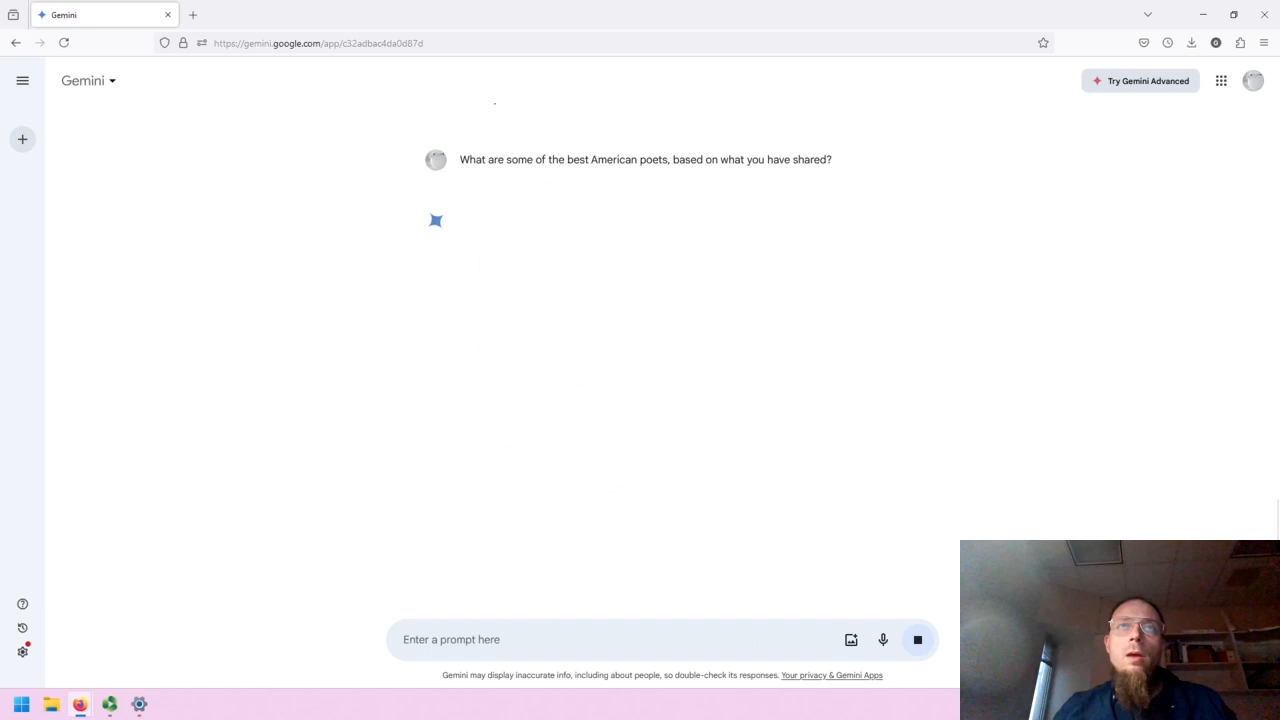 Gemini
https://gemini.google.com/app/c32adbac4da0d87d
Gemini
Try Gemini Advanced
What are some of the best American poets, based on what you have shared?
Enter a prompt here
Gemini may display inaccurate info, including about people, so double-check its responses. Your privacy & Gemini Apps